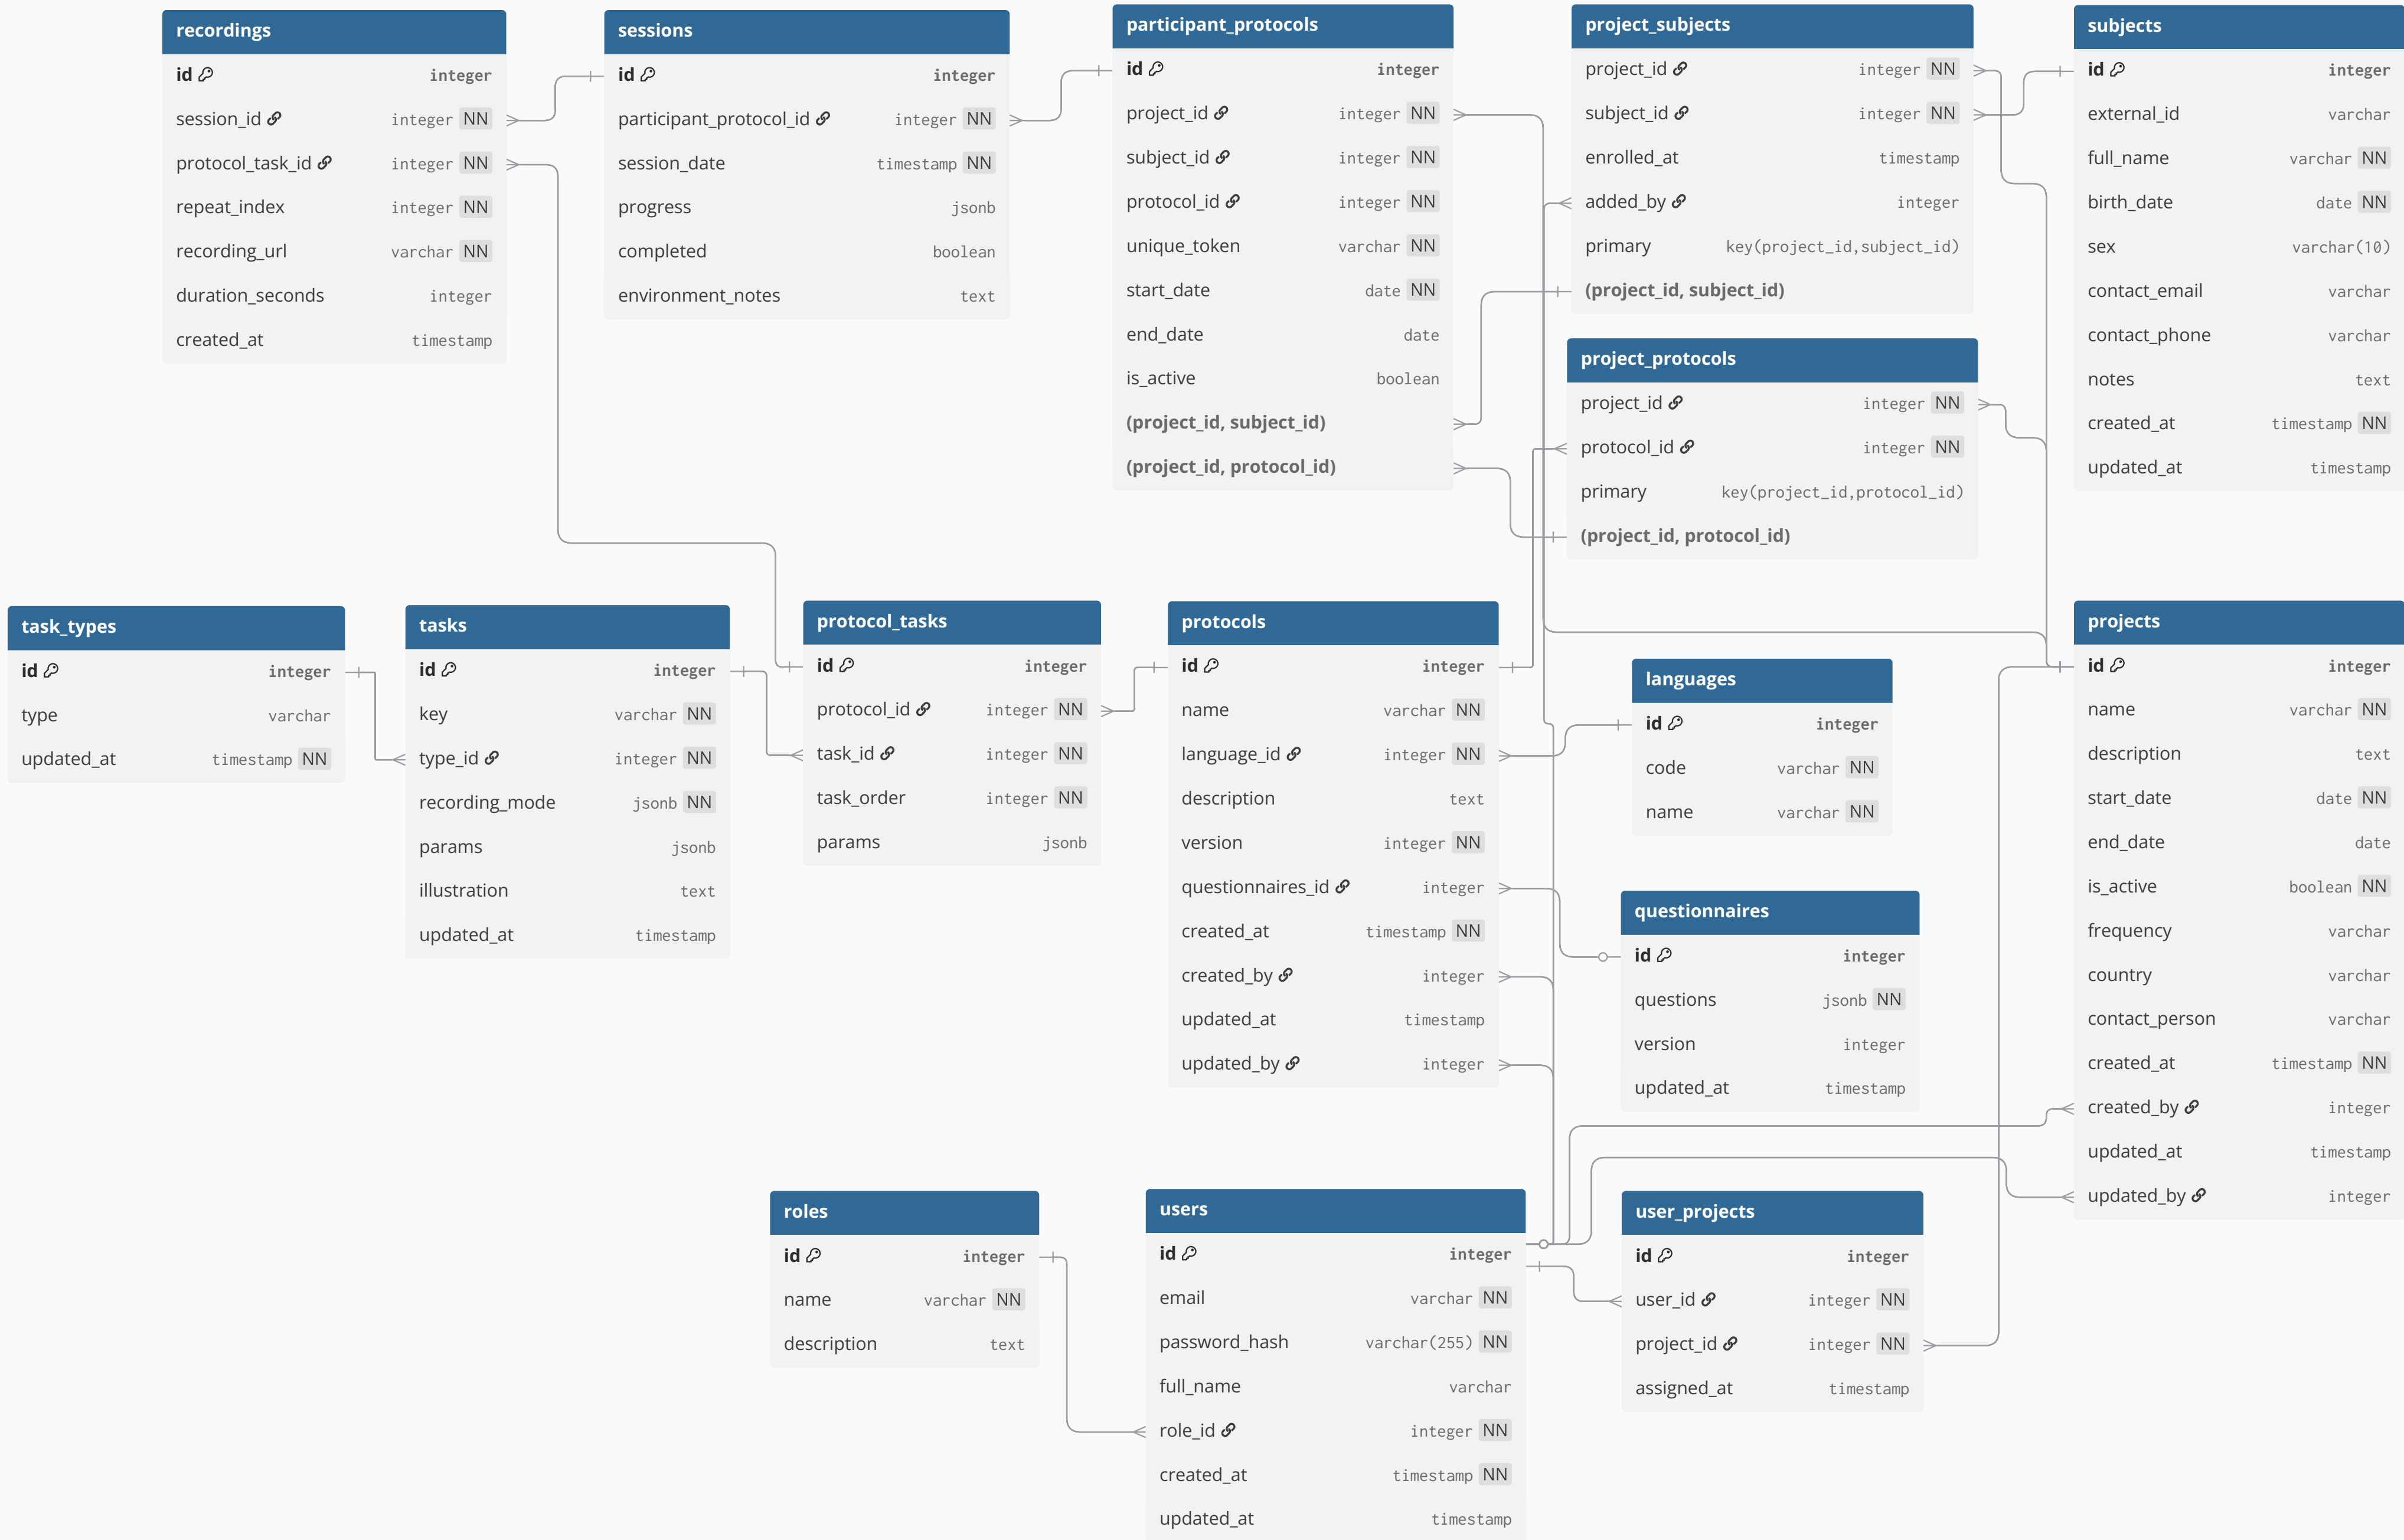 recordings
id integer
session_id integer NN
protocol_task_id integer NN
repeat_index integer NN
recording_url varchar NN
duration_seconds integer
created_at timestamp
sessions
id integer
participant_protocol_id integer NN
session_date timestamp NN
progress jsonb
completed boolean
environment_notes text
participant_protocols
id integer
project_id integer NN
subject_id integer NN
protocol_id integer NN
unique_token varchar NN
start_date date NN
end_date date
is_active boolean
(project_id, subject_id)
(project_id, protocol_id)
project_subjects
project_id integer NN
subject_id integer NN
enrolled_at timestamp
added_by integer
primary key(project_id,subject_id)
(project_id, subject_id)
project_protocols
project_id integer NN
protocol_id integer NN
primary key(project_id,protocol_id)
(project_id, protocol_id)
subjects
id integer
external_id varchar
full_name varchar NN
birth_date date NN
sex varchar(10)
contact_email varchar
contact_phone varchar
notes text
created_at timestamp NN
updated_at timestamp
task_types
id integer
type varchar
updated_at timestamp NN
tasks
id integer
key varchar NN
type_id integer NN
recording_mode jsonb NN
params jsonb
illustration text
updated_at timestamp
protocol_tasks
id integer
protocol_id integer NN
task_id integer NN
task_order integer NN
params jsonb
protocols
id integer
name varchar NN
language_id integer NN
description text
version integer NN
questionnaires_id integer
created_at timestamp NN
created_by integer
updated_at timestamp
updated_by integer
languages
id integer
code varchar NN
name varchar NN
questionnaires
id integer
questions jsonb NN
version integer
updated_at timestamp
projects
id integer
name varchar NN
description text
start_date date NN
end_date date
is_active boolean NN
frequency varchar
country varchar
contact_person varchar
created_at timestamp NN
created_by integer
updated_at timestamp
updated_by integer
roles
id integer
name varchar NN
description text
users
id integer
email varchar NN
password_hash varchar(255) NN
full_name varchar
role_id integer NN
created_at timestamp NN
updated_at timestamp
user_projects
id integer
user_id integer NN
project_id integer NN
assigned_at timestamp